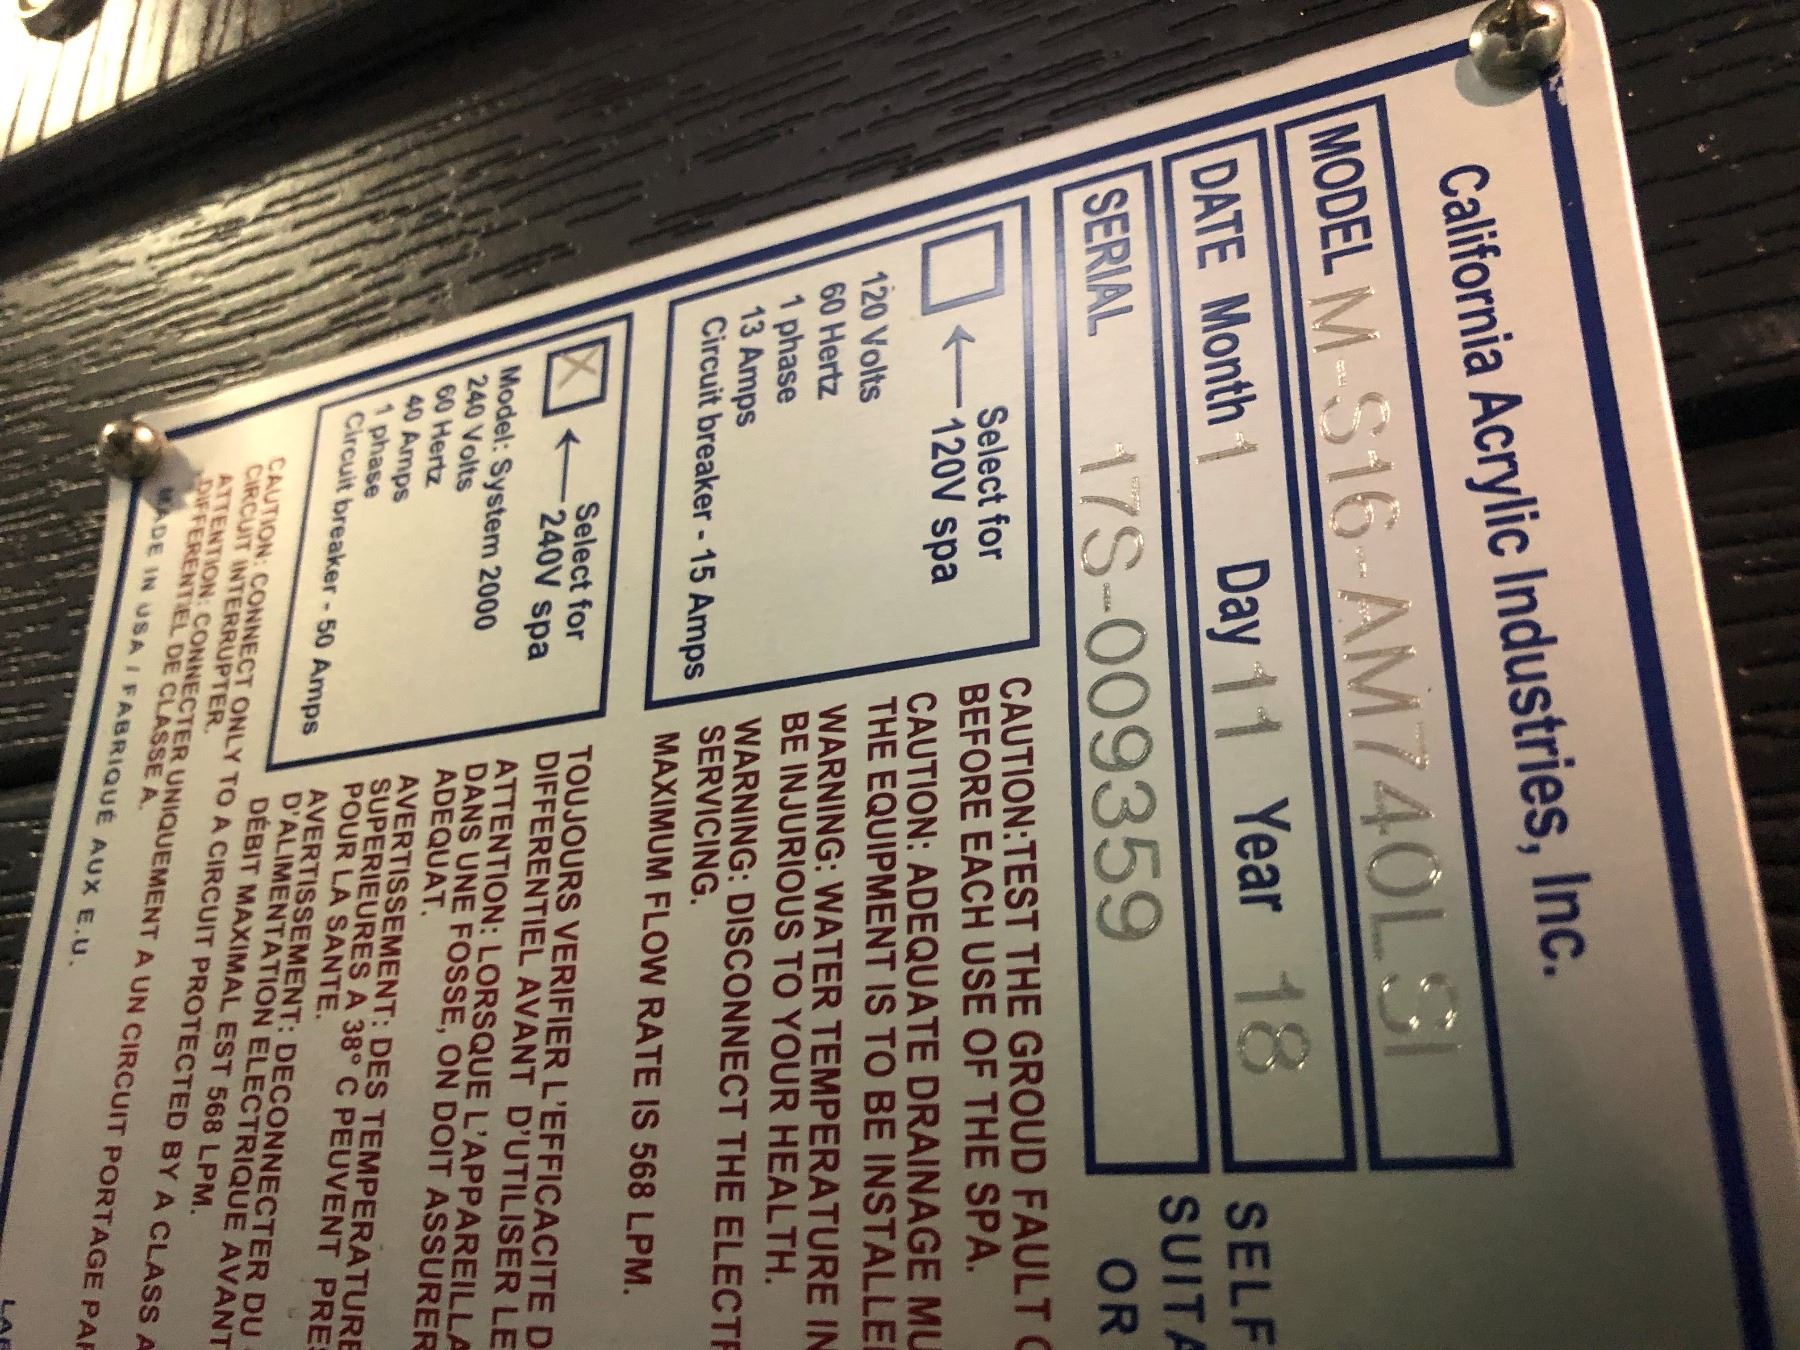 California Acrylic Industries, Inc.
MODEL M-S16-AM740LSI
DATE Month 1 Day 11 Year 18
SERIAL 17S-009359
SELF
SUITA
OR
Select for
120V spa
120 Volts
60 Hertz
1 phase
13 Amps
Circuit breaker - 15 Amps
Select for
240V spa
Model: System 2000
240 Volts
60 Hertz
40 Amps
1 phase
Circuit breaker - 50 Amps
CAUTION:TEST THE GROUD FAULT
BEFORE EACH USE OF THE SPA.
CAUTION: ADEQUATE DRAINAGE MU
THE EQUIPMENT IS TO BE INSTALLE
WARNING: WATER TEMPERATURE IN
BE INJURIOUS TO YOUR HEALTH.
WARNING: DISCONNECT THE ELECT
SERVICING.
MAXIMUM FLOW RATE IS 568 LPM.
TOUJOURS VERIFIER L'EFFICACITE D
DIFFERENTIEL AVANT D'UTILISER LE
ATTENTION: LORSQUE L'APPAREILLA
DANS UNE FOSSE, ON DOIT ASSURER
ADEQUAT.
AVERTISSEMENT: DES TEMPERATURE
SUPERIEURES A 38° C PEUVENT PRE
POUR LA SANTE.
AVERTISSEMENT: DECONNECTER DU
D'ALIMENTATION ELECTRIQUE AVANT
DÉBIT MAXIMAL EST 568 LPM.
CAUTION: CONNECT ONLY TO A CIRCUIT PROTECTED BY A CLASS A
CIRCUIT INTERRUPTER.
ATTENTION: CONNECTER UNIQUEMENT A UN CIRCUIT PORTAGE PAR
DIFFERENTIEL DE CLASSE A.
MADE IN USA / FABRIQUÉ AUX E.U.